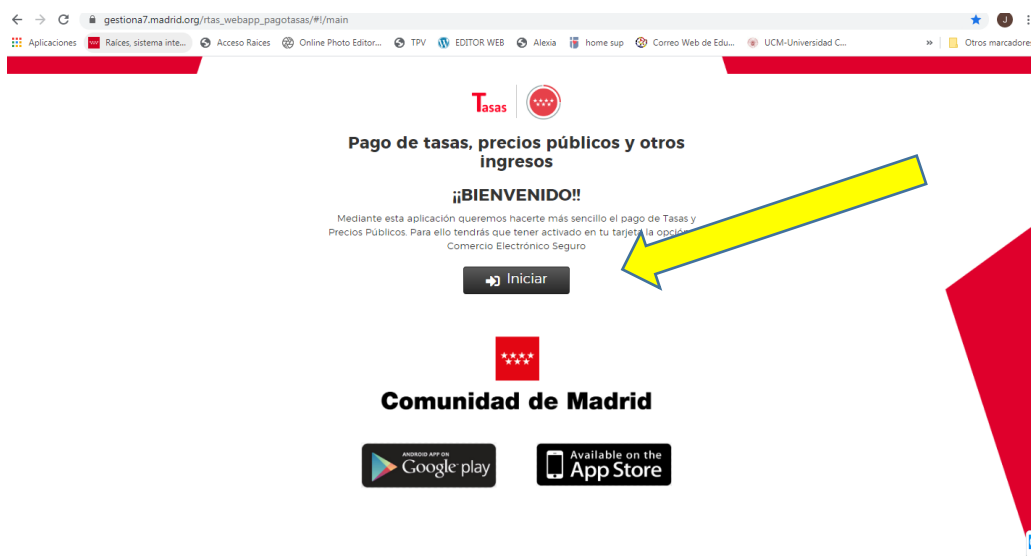 gestiona7.madrid.org/rtas_webapp_pagotasas/#!/main
J
Aplicaciones Raíces, sistema inte... Acceso Raices Online Photo Editor... TPV EDITOR WEB Alexia home sup Correo Web de Edu... UCM-Universidad C... » Otros marcadores
Tasas
Pago de tasas, precios públicos y otros
ingresos
¡¡BIENVENIDO!!
Mediante esta aplicación queremos hacerte más sencillo el pago de Tasas y
Precios Públicos. Para ello tendrás que tener activado en tu tarjeta la opción
Comercio Electrónico Seguro
Iniciar
Comunidad de Madrid
ANDROID APP ON
Google play
Available on the
App Store